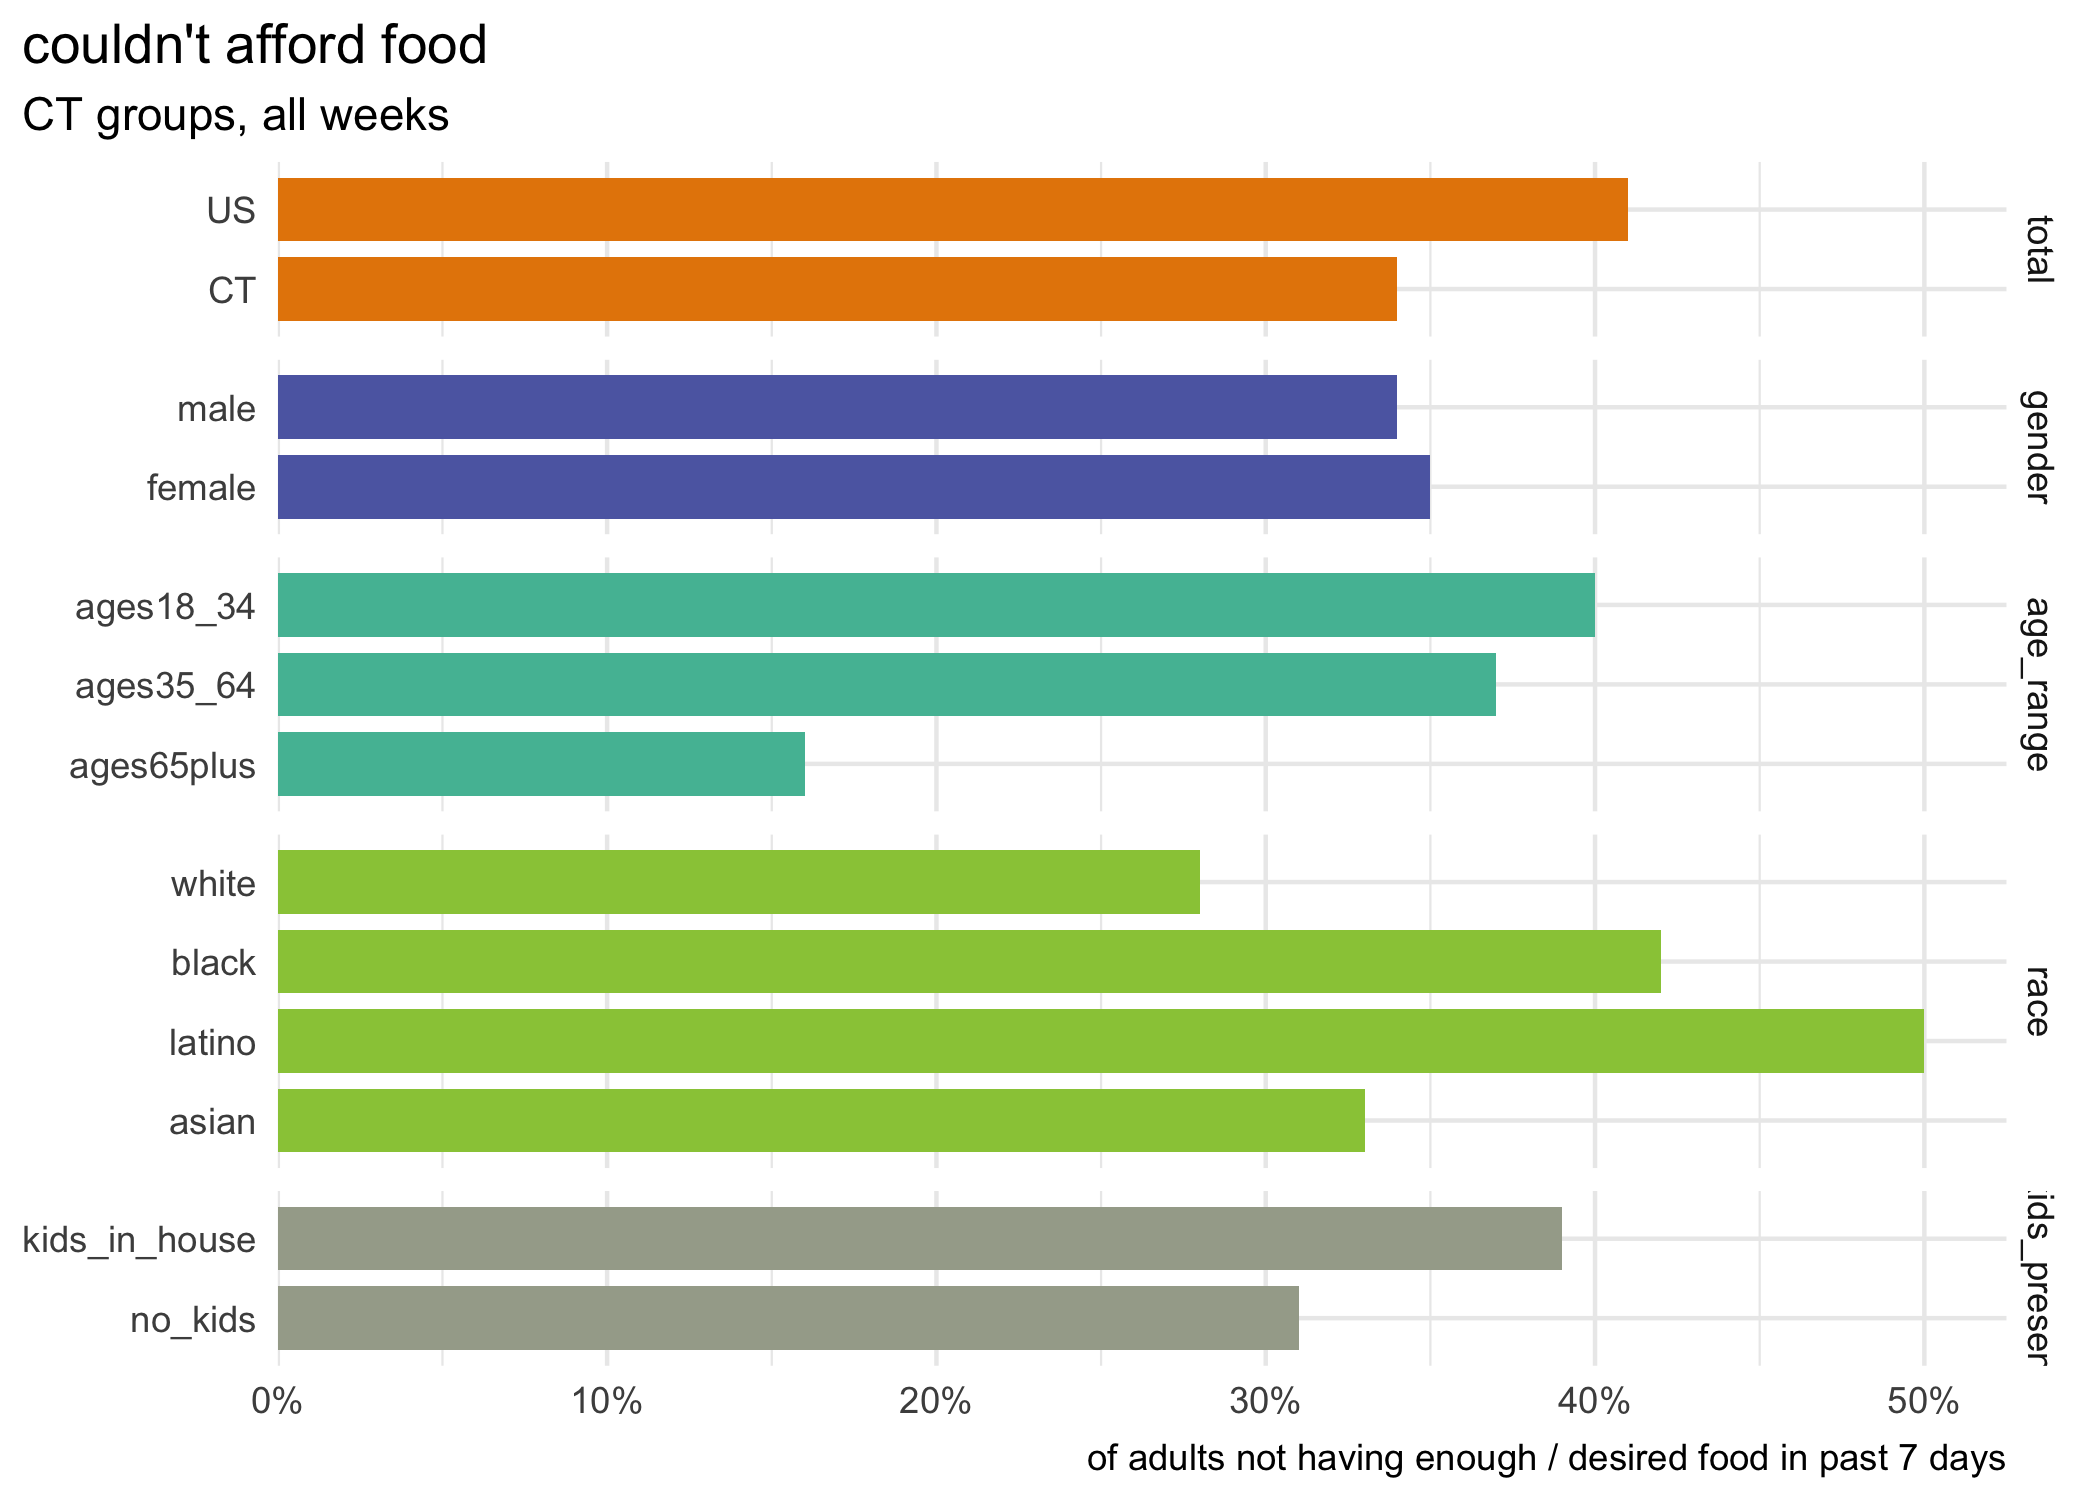 couldn't afford food
CT groups, all weeks
US
CT
total
male
female
gender
ages18_34
ages35_64
ages65plus
age_range
white
black
latino
asian
race
kids_in_house
no_kids
ids_preser
0% 10% 20% 30% 40% 50%
of adults not having enough / desired food in past 7 days